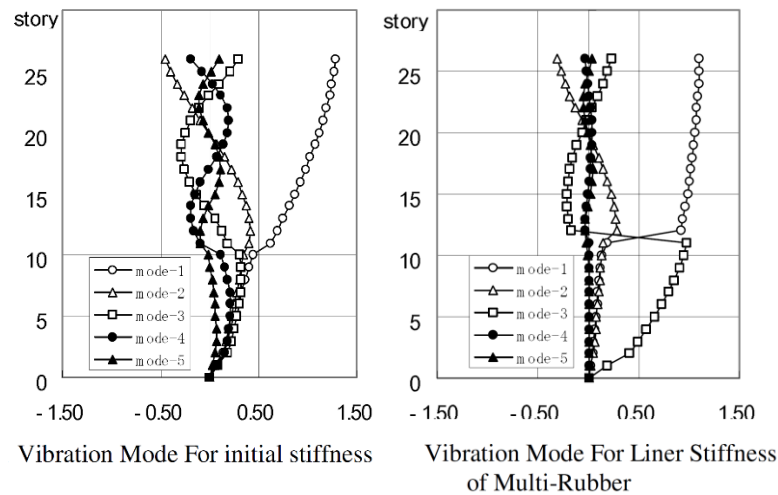 story
25
20
15
10
5
0
- 1.50
- 0.50
0.50
1.50
mode-1
mode-2
mode-3
mode-4
mode-5
Vibration Mode For initial stiffness
story
25
20
15
10
5
0
- 1.50
- 0.50
0.50
1.50
mode-1
mode-2
mode-3
mode-4
mode-5
Vibration Mode For Liner Stiffness
of Multi-Rubber